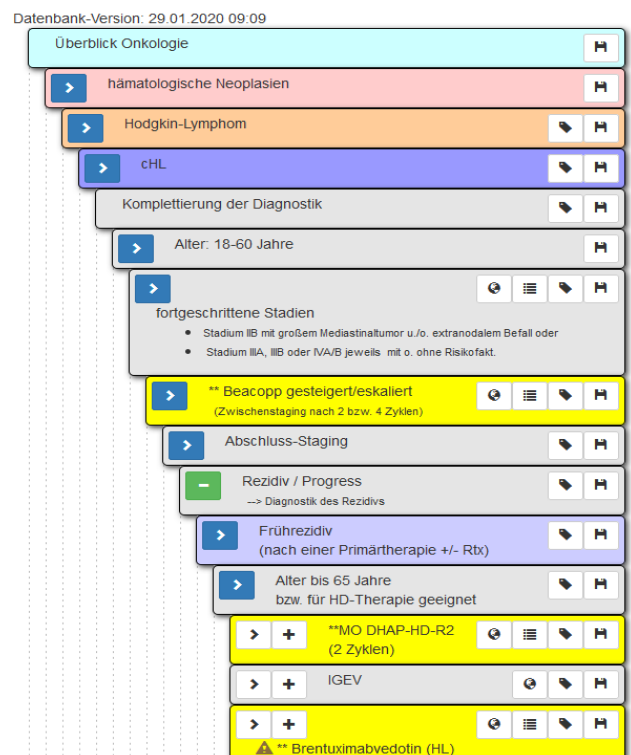 Datenbank-Version: 29.01.2020 09:09
Überblick Onkologie
hämatologische Neoplasien
Hodgkin-Lymphom
cHL
Komplettierung der Diagnostik
Alter: 18-60 Jahre
fortgeschrittene Stadien
Stadium IIB mit großem Mediastinaltumor u./o. extranodalem Befall oder
Stadium IIIA, IIIB oder IVA/B jeweils mit o. ohne Risikofakt.
** Beacopp gesteigert/eskaliert
(Zwischenstaging nach 2 bzw. 4 Zyklen)
Abschluss-Staging
Rezidiv / Progress
---> Diagnostik des Rezidivs
Frührezidiv
(nach einer Primärtherapie +/- Rtx)
Alter bis 65 Jahre
bzw. für HD-Therapie geeignet
**MO DHAP-HD-R2
(2 Zyklen)
IGEV
** Brentuximabvedotin (HL)